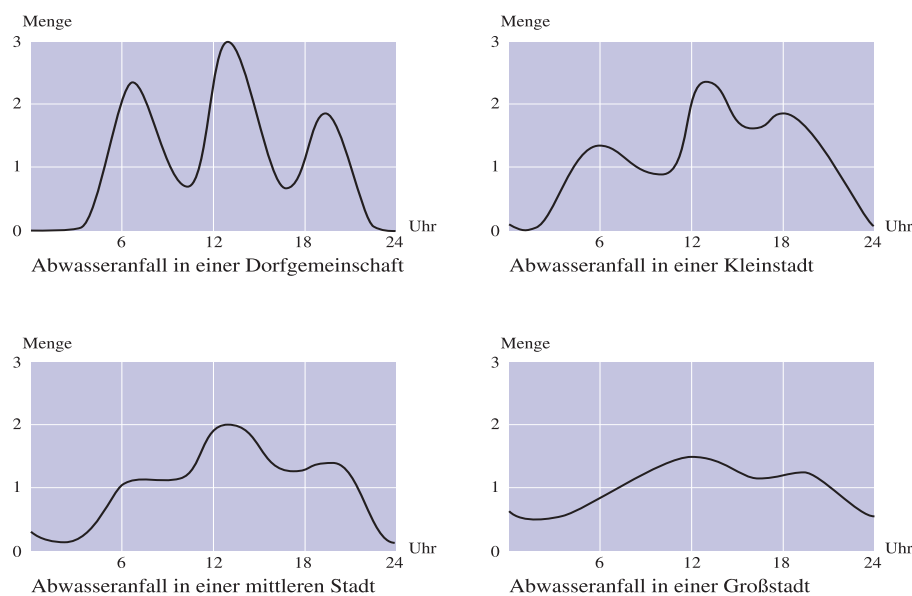 Menge
3
2
1
0
6
12
18
24
Uhr
Abwasseranfall in einer Dorfgemeinschaft
Menge
3
2
1
0
6
12
18
24
Uhr
Abwasseranfall in einer Kleinstadt
Menge
3
2
1
0
6
12
18
24
Uhr
Abwasseranfall in einer mittleren Stadt
Menge
3
2
1
0
6
12
18
24
Uhr
Abwasseranfall in einer Großstadt